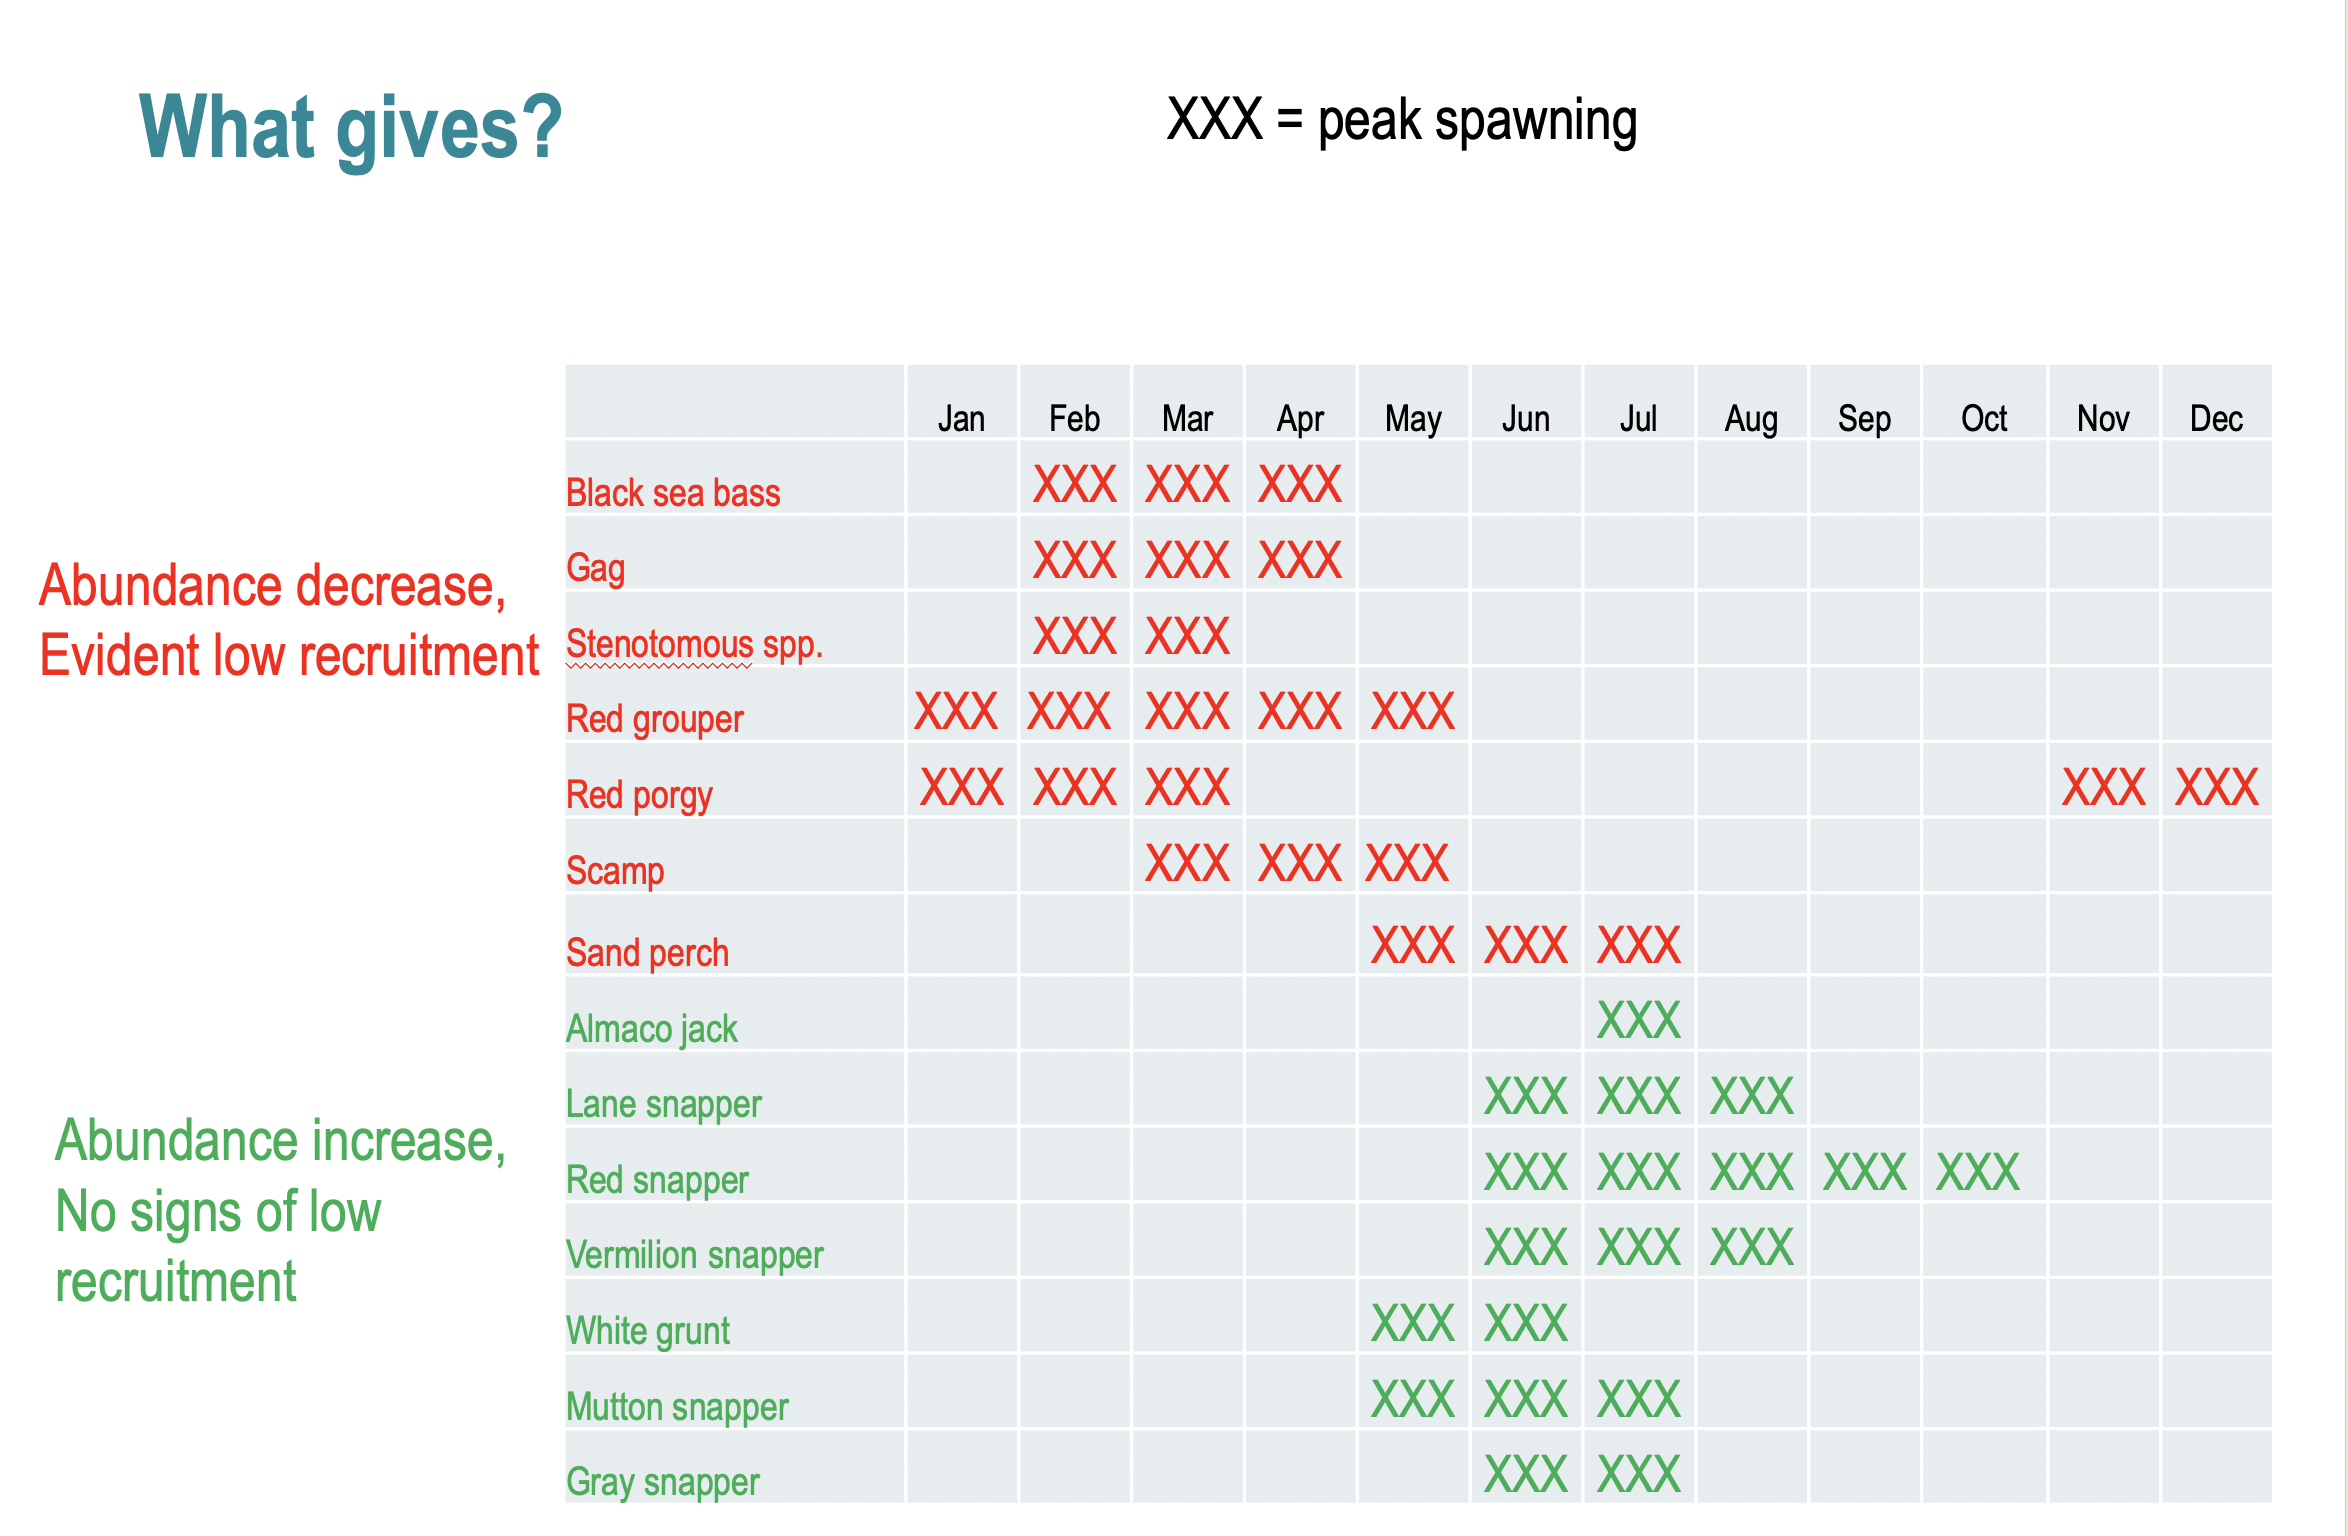 What gives?
XXX = peak spawning
Jan Feb Mar Apr May Jun Jul Aug Sep Oct Nov Dec
Abundance decrease,
Evident low recruitment
Black sea bass XXX XXX XXX
Gag XXX XXX XXX
Stenotomous spp. XXX XXX
Red grouper XXX XXX XXX XXX XXX
Red porgy XXX XXX XXX XXX XXX
Scamp XXX XXX XXX
Sand perch XXX XXX XXX
Abundance increase,
No signs of low
recruitment
Almaco jack XXX
Lane snapper XXX XXX XXX
Red snapper XXX XXX XXX XXX XXX
Vermilion snapper XXX XXX XXX
White grunt XXX XXX
Mutton snapper XXX XXX XXX
Gray snapper XXX XXX